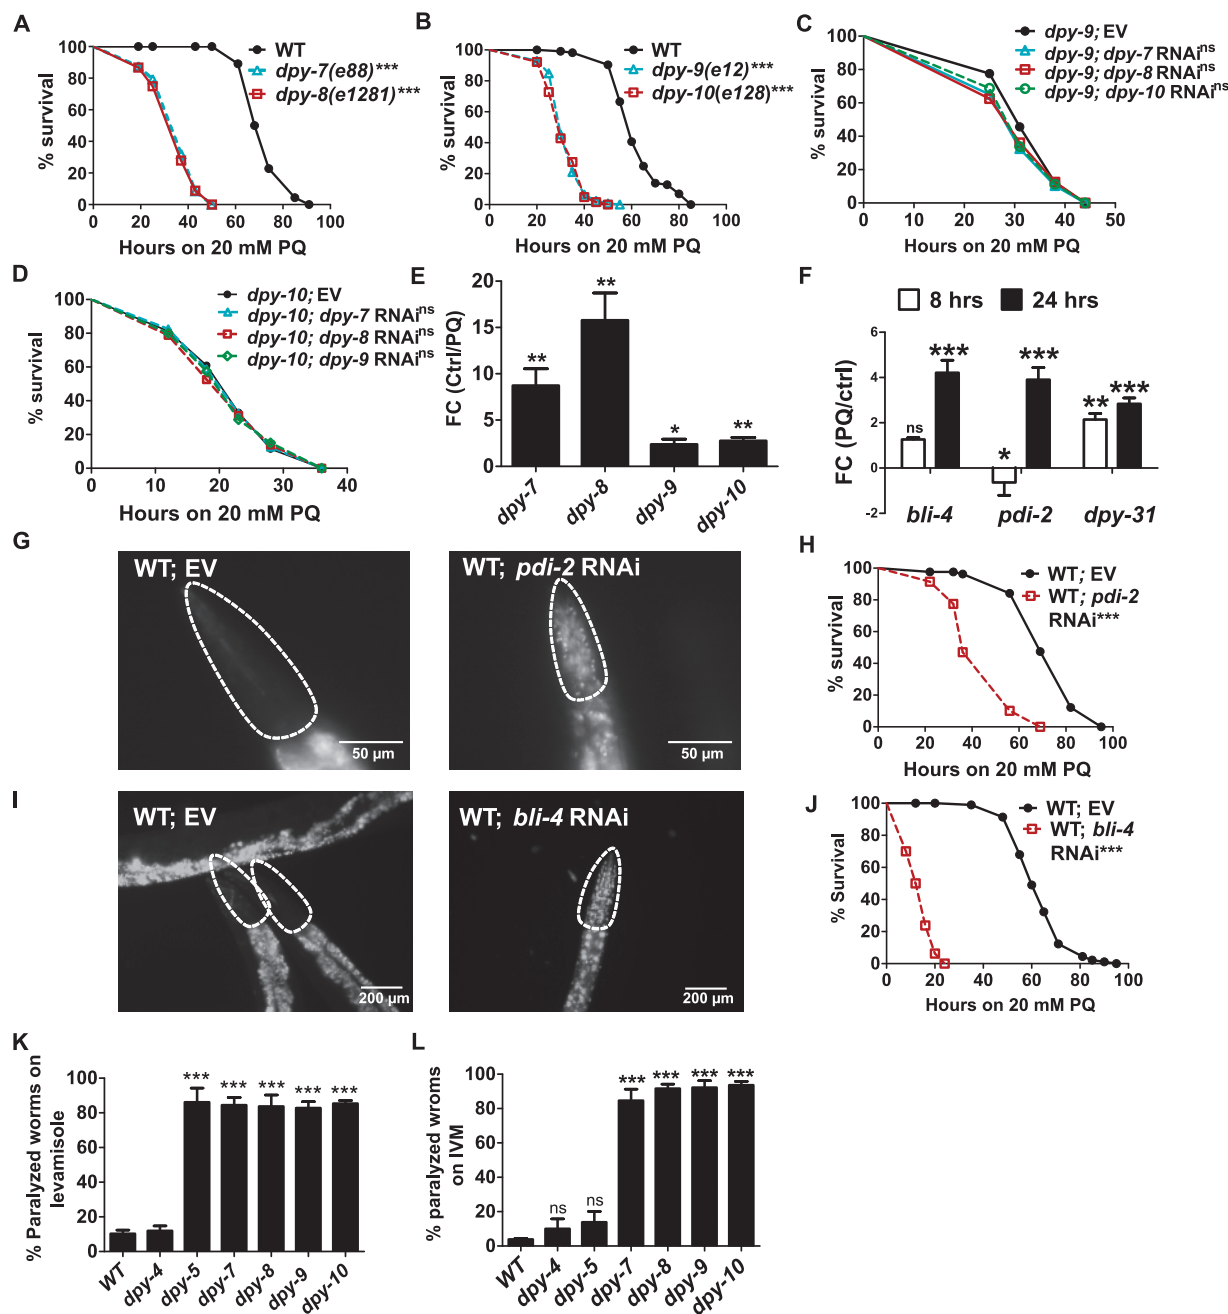 A
100
80
60
40
20
0
0 20 40 60 80 100
% survival
Hours on 20 mM PQ
WT
dpy-7(e88)***
dpy-8(e1281)***
B
100
80
60
40
20
0
0 20 40 60 80 100
% survival
Hours on 20 mM PQ
WT
dpy-9(e12)***
dpy-10(e128)***
C
100
80
60
40
20
0
0 10 20 30 40 50
% survival
Hours on 20 mM PQ
dpy-9; EV
dpy-9; dpy-7 RNAi ns
dpy-9; dpy-8 RNAi ns
dpy-9; dpy-10 RNAi ns
D
100
80
60
40
20
0
0 10 20 30 40
% survival
Hours on 20 mM PQ
dpy-10; EV
dpy-10; dpy-7 RNAi ns
dpy-10; dpy-8 RNAi ns
dpy-10; dpy-9 RNAi ns
E
20
15
10
5
0
FC (Ctrl/PQ)
** ** * **
dpy-7 dpy-8 dpy-9 dpy-10
F
8 hrs 24 hrs
6
4
2
0
-2
FC (PQ/ctrl)
ns *** * *** ** ***
bli-4 pdi-2 dpy-31
G
WT; EV
50 µm
WT; pdi-2 RNAi
50 µm
H
100
80
60
40
20
0
0 20 40 60 80 100
% survival
Hours on 20 mM PQ
WT; EV
WT; pdi-2
RNAi***
I
WT; EV
200 µm
WT; bli-4 RNAi
200 µm
J
100
80
60
40
20
0
0 20 40 60 80 100
% Survival
Hours on 20 mM PQ
WT; EV
WT; bli-4
RNAi***
K
100
80
60
40
20
0
% Paralyzed worms on
levamisole
*** *** *** *** ***
WT dpy-4 dpy-5 dpy-7 dpy-8 dpy-9 dpy-10
L
100
80
60
40
20
0
% paralyzed wroms
on IVM
ns ns *** *** *** ***
WT dpy-4 dpy-5 dpy-7 dpy-8 dpy-9 dpy-10